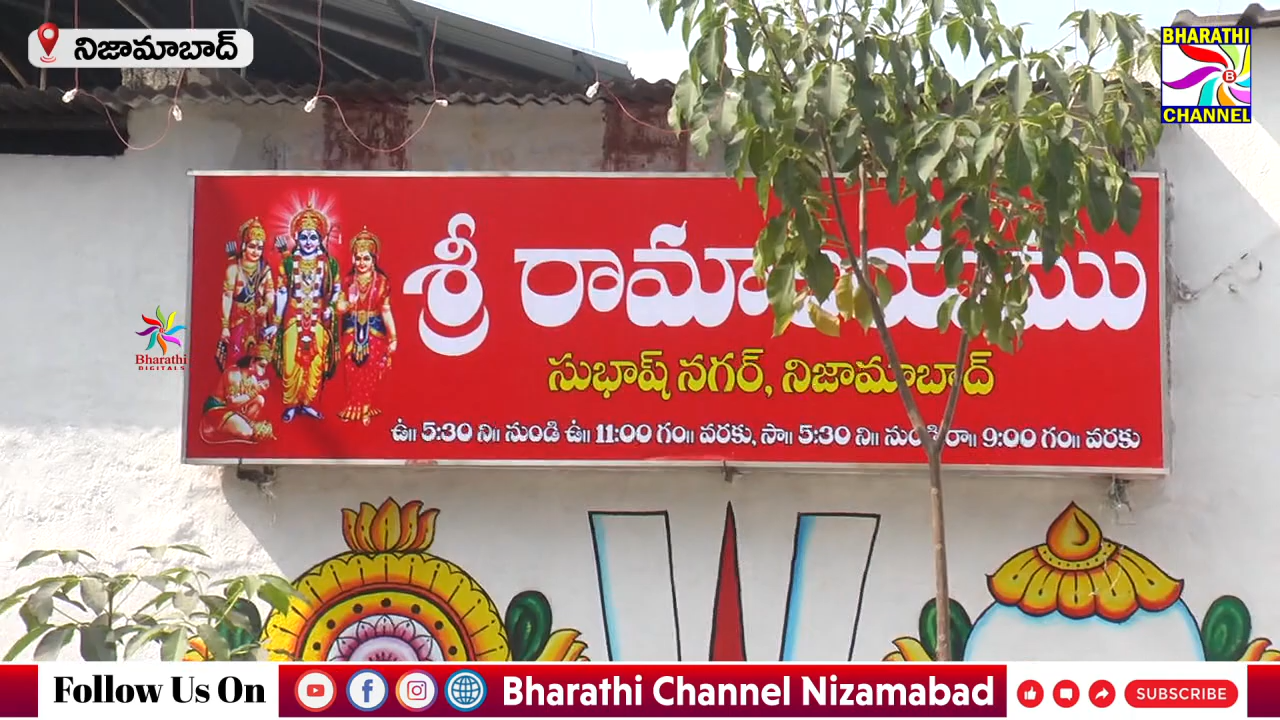 నిజామాబాద్
BHARATHI
B
CHANNEL
శ్రీ రామాలయము
Bharathi
DIGITALS
సుభాష్ నగర్, నిజామాబాద్
ఉ॥ 5:30 ని॥ నుండి ఉ॥ 11:00 గం॥ వరకు, సా॥ 5:30 ని॥ నుండి రా॥ 9:00 గం॥ వరకు
Follow Us On
Bharathi Channel Nizamabad
SUBSCRIBE